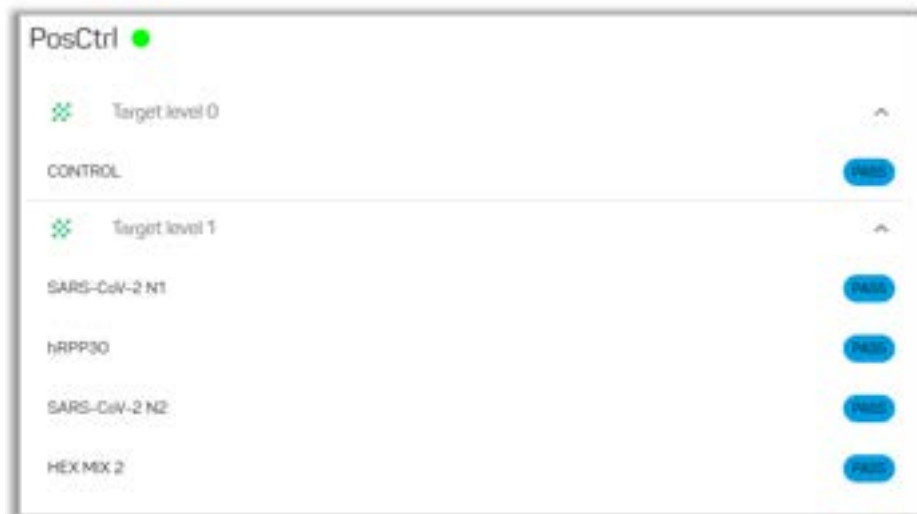 PosCtrl
Target level 0
CONTROL
PASS
Target level 1
SARS-CoV-2 N1
PASS
hRPP30
PASS
SARS-CoV-2 N2
PASS
HEX MIX 2
PASS